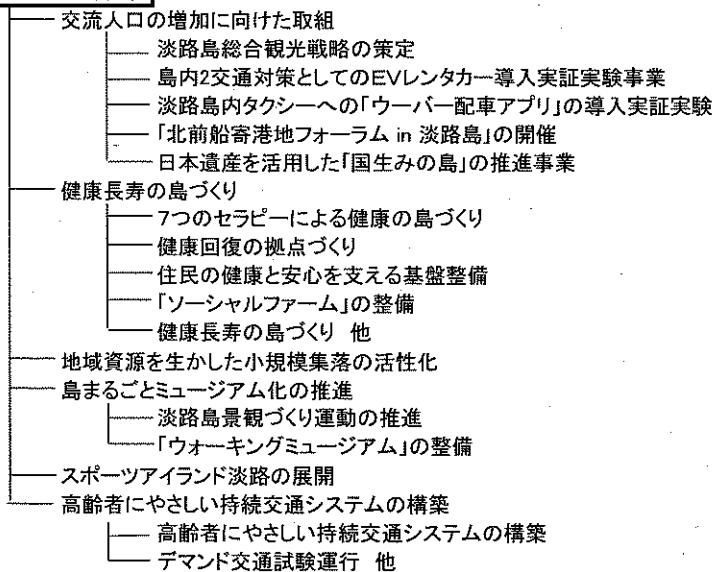 交流人口の増加に向けた取組
淡路島総合観光戦略の策定
島内2交通対策としてのEVレンタカー導入実証実験事業
淡路島内タクシーへの「ウーバー配車アプリ」の導入実証実験
「北前船寄港地フォーラム in 淡路島」の開催
日本遺産を活用した「国生みの島」の推進事業
健康長寿の島づくり
7つのセラピーによる健康の島づくり
健康回復の拠点づくり
住民の健康と安心を支える基盤整備
「ソーシャルファーム」の整備
健康長寿の島づくり 他
地域資源を生かした小規模集落の活性化
島まるごとミュージアム化の推進
淡路島景観づくり運動の推進
「ウォーキングミュージアム」の整備
スポーツアイランド淡路の展開
高齢者にやさしい持続交通システムの構築
高齢者にやさしい持続交通システムの構築
デマンド交通試験運行 他